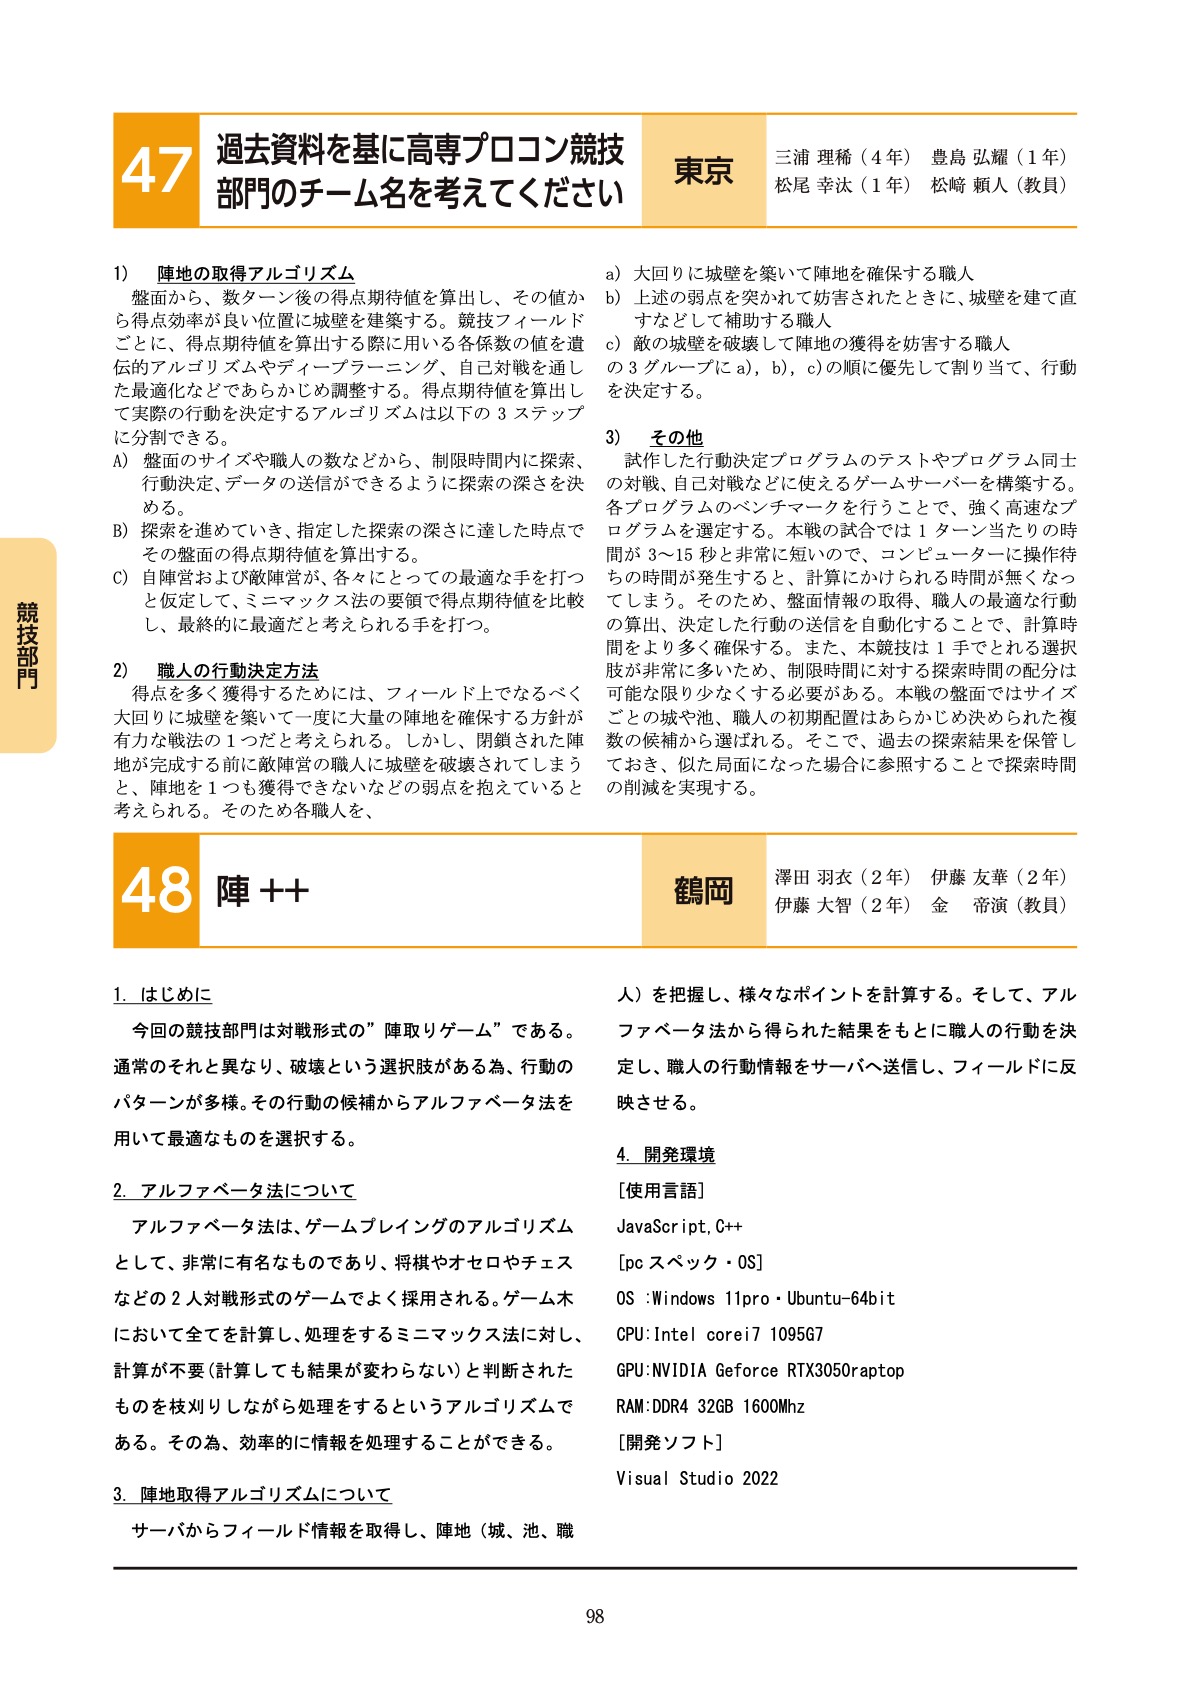 47
過去資料を基に高専プロコン競技
部門のチーム名を考えてください
東京
三浦 理稀（４年） 豊島 弘耀（１年）
松尾 幸汰（１年） 松﨑 頼人（教員）
1) 陣地の取得アルゴリズム
盤面から、数ターン後の得点期待値を算出し、その値か
ら得点効率が良い位置に城壁を建築する。競技フィールド
ごとに、得点期待値を算出する際に用いる各係数の値を遺
伝的アルゴリズムやディープラーニング、自己対戦を通し
た最適化などであらかじめ調整する。得点期待値を算出し
て実際の行動を決定するアルゴリズムは以下の 3 ステップ
に分割できる。
A) 盤面のサイズや職人の数などから、制限時間内に探索、
行動決定、データの送信ができるように探索の深さを決
める。
B) 探索を進めていき、指定した探索の深さに達した時点で
その盤面の得点期待値を算出する。
C) 自陣営および敵陣営が、各々にとっての最適な手を打つ
と仮定して、ミニマックス法の要領で得点期待値を比較
し、最終的に最適だと考えられる手を打つ。
2) 職人の行動決定方法
得点を多く獲得するためには、フィールド上でなるべく
大回りに城壁を築いて一度に大量の陣地を確保する方針が
有力な戦法の 1 つだと考えられる。しかし、閉鎖された陣
地が完成する前に敵陣営の職人に城壁を破壊されてしまう
と、陣地を 1 つも獲得できないなどの弱点を抱えていると
考えられる。そのため各職人を、
a) 大回りに城壁を築いて陣地を確保する職人
b) 上述の弱点を突かれて妨害されたときに、城壁を建て直
すなどして補助する職人
c) 敵の城壁を破壊して陣地の獲得を妨害する職人
の 3 グループに a), b), c)の順に優先して割り当て、行動
を決定する。
3) その他
試作した行動決定プログラムのテストやプログラム同士
の対戦、自己対戦などに使えるゲームサーバーを構築する。
各プログラムのベンチマークを行うことで、強く高速なプ
ログラムを選定する。本戦の試合では 1 ターン当たりの時
間が 3～15 秒と非常に短いので、コンピューターに操作待
ちの時間が発生すると、計算にかけられる時間が無くなっ
てしまう。そのため、盤面情報の取得、職人の最適な行動
の算出、決定した行動の送信を自動化することで、計算時
間をより多く確保する。また、本競技は 1 手でとれる選択
肢が非常に多いため、制限時間に対する探索時間の配分は
可能な限り少なくする必要がある。本戦の盤面ではサイズ
ごとの城や池、職人の初期配置はあらかじめ決められた複
数の候補から選ばれる。そこで、過去の探索結果を保管し
ておき、似た局面になった場合に参照することで探索時間
の削減を実現する。
競技部門
48
陣 ++
鶴岡
澤田 羽衣（２年） 伊藤 友華（２年）
伊藤 大智（２年） 金 帝演（教員）
1. はじめに
今回の競技部門は対戦形式の”陣取りゲーム”である。
通常のそれと異なり、破壊という選択肢がある為、行動の
パターンが多様。その行動の候補からアルファベータ法を
用いて最適なものを選択する。
2. アルファベータ法について
アルファベータ法は、ゲームプレイングのアルゴリズム
として、非常に有名なものであり、将棋やオセロやチェス
などの 2 人対戦形式のゲームでよく採用される。ゲーム木
において全てを計算し、処理をするミニマックス法に対し、
計算が不要（計算しても結果が変わらない）と判断された
ものを枝刈りしながら処理をするというアルゴリズムで
ある。その為、効率的に情報を処理することができる。
3. 陣地取得アルゴリズムについて
サーバからフィールド情報を取得し、陣地（城、池、職
人）を把握し、様々なポイントを計算する。そして、アル
ファベータ法から得られた結果をもとに職人の行動を決
定し、職人の行動情報をサーバへ送信し、フィールドに反
映させる。
4. 開発環境
[使用言語]
JavaScript,C++
[pc スペック・OS]
OS :Windows 11pro・Ubuntu-64bit
CPU:Intel corei7 1095G7
GPU:NVIDIA Geforce RTX3050raptop
RAM:DDR4 32GB 1600Mhz
[開発ソフト]
Visual Studio 2022
98